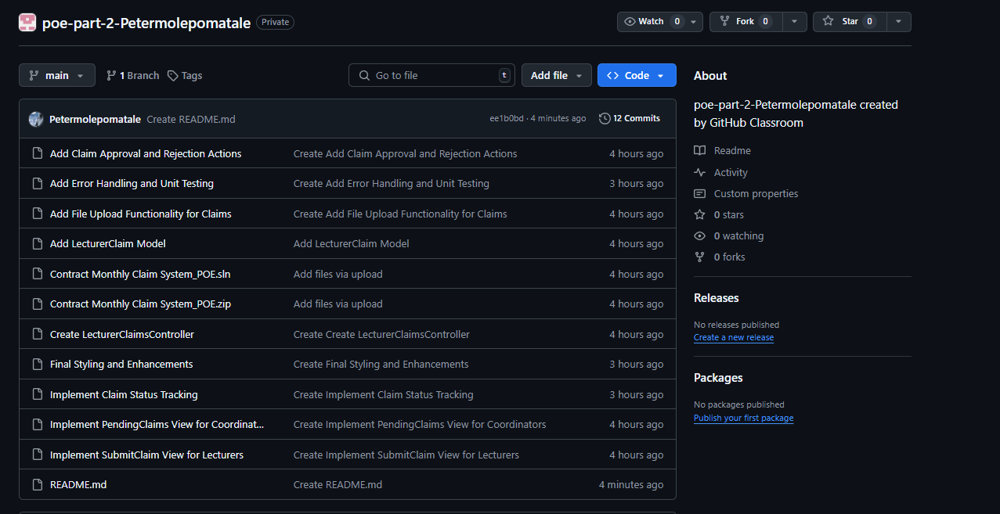 poe-part-2-Petermolepomatale Private
Watch 0 Fork 0 Star 0
main 1 Branch Tags Go to file t Add file Code
Petermolepomatale Create README.md ee1b0bd · 4 minutes ago 12 Commits
Add Claim Approval and Rejection Actions Create Add Claim Approval and Rejection Actions 4 hours ago
Add Error Handling and Unit Testing Create Add Error Handling and Unit Testing 3 hours ago
Add File Upload Functionality for Claims Create Add File Upload Functionality for Claims 4 hours ago
Add LecturerClaim Model Add LecturerClaim Model 4 hours ago
Contract Monthly Claim System_POE.sln Add files via upload 4 hours ago
Contract Monthly Claim System_POE.zip Add files via upload 4 hours ago
Create LecturerClaimsController Create Create LecturerClaimsController 4 hours ago
Final Styling and Enhancements Create Final Styling and Enhancements 3 hours ago
Implement Claim Status Tracking Create Implement Claim Status Tracking 3 hours ago
Implement PendingClaims View for Coordinat... Create Implement PendingClaims View for Coordinators 4 hours ago
Implement SubmitClaim View for Lecturers Create Implement SubmitClaim View for Lecturers 4 hours ago
README.md Create README.md 4 minutes ago
About
poe-part-2-Petermolepomatale created
by GitHub Classroom
Readme
Activity
Custom properties
0 stars
0 watching
0 forks
Releases
No releases published
Create a new release
Packages
No packages published
Publish your first package